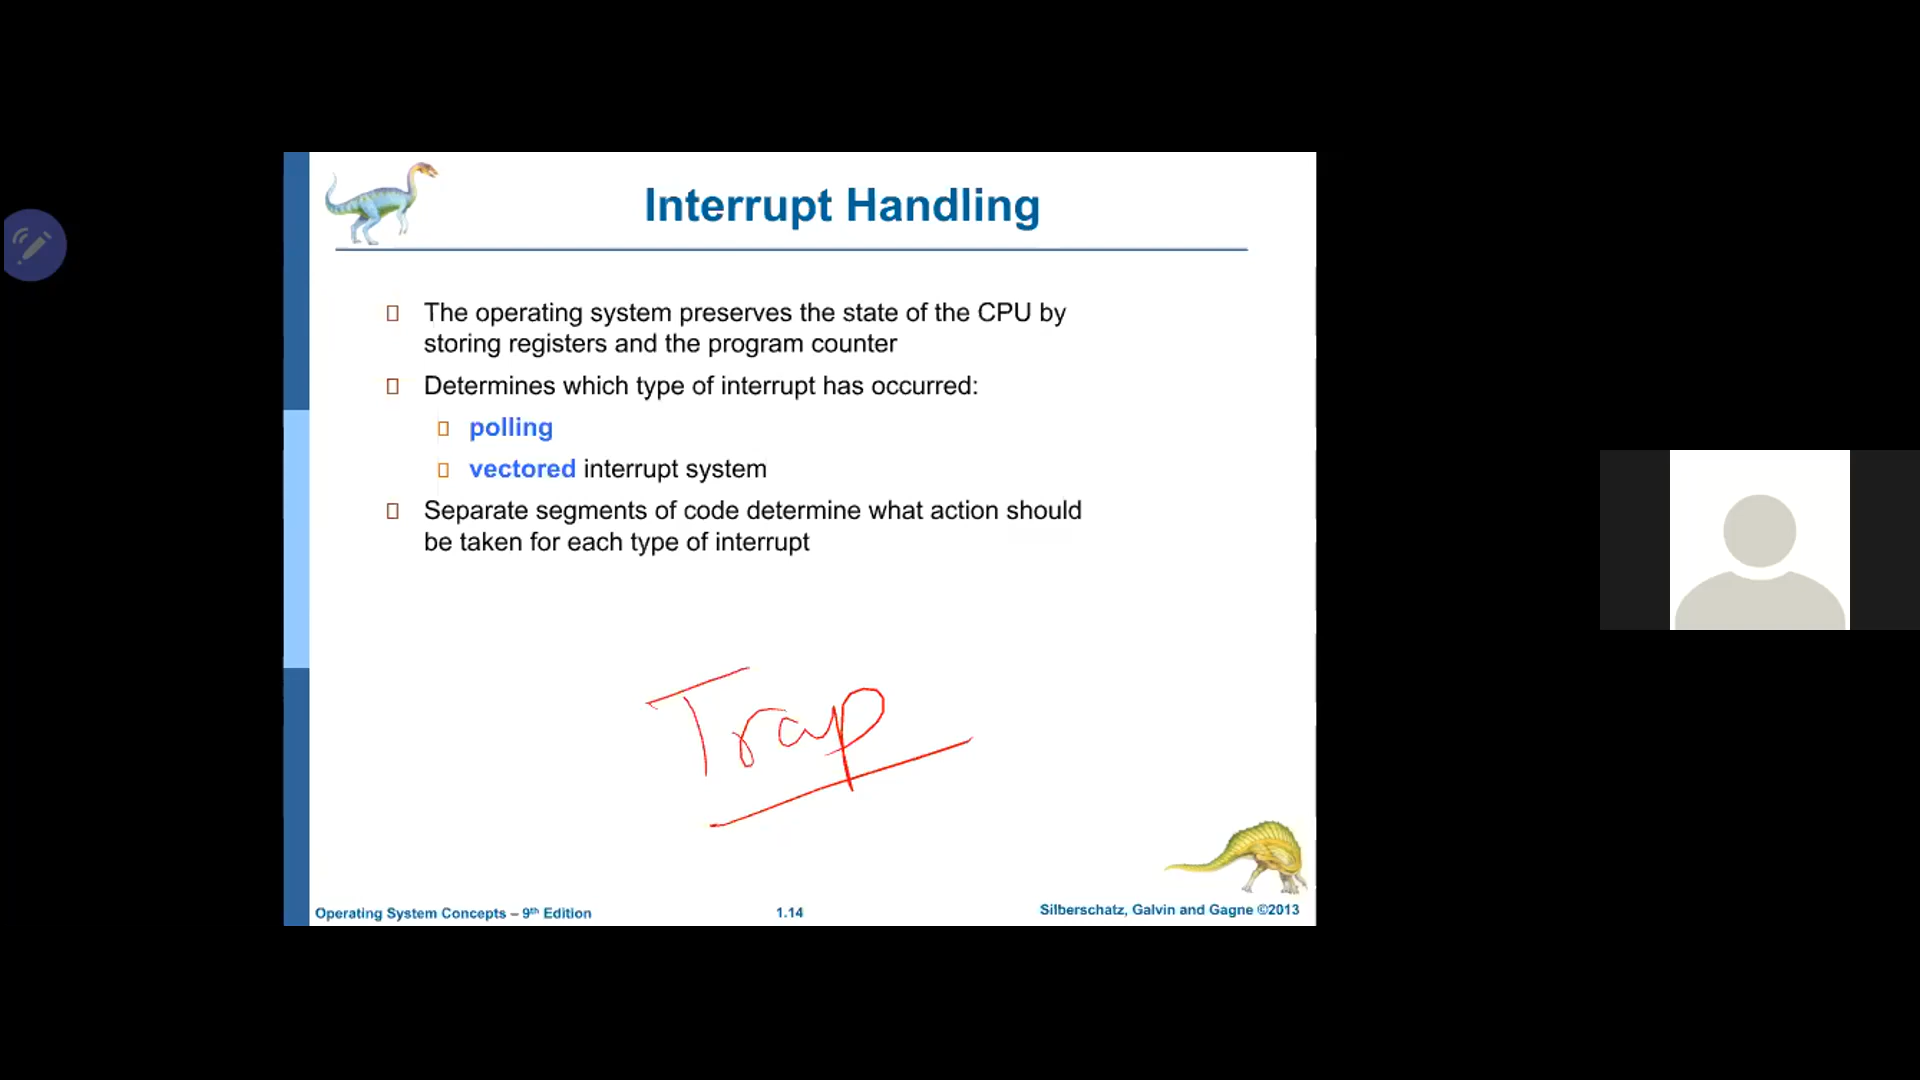 Interrupt Handling
The operating system preserves the state of the CPU by
storing registers and the program counter
Determines which type of interrupt has occurred:
polling
vectored interrupt system
Separate segments of code determine what action should
be taken for each type of interrupt
Trap
Operating System Concepts – 9th Edition
1.14
Silberschatz, Galvin and Gagne ©2013